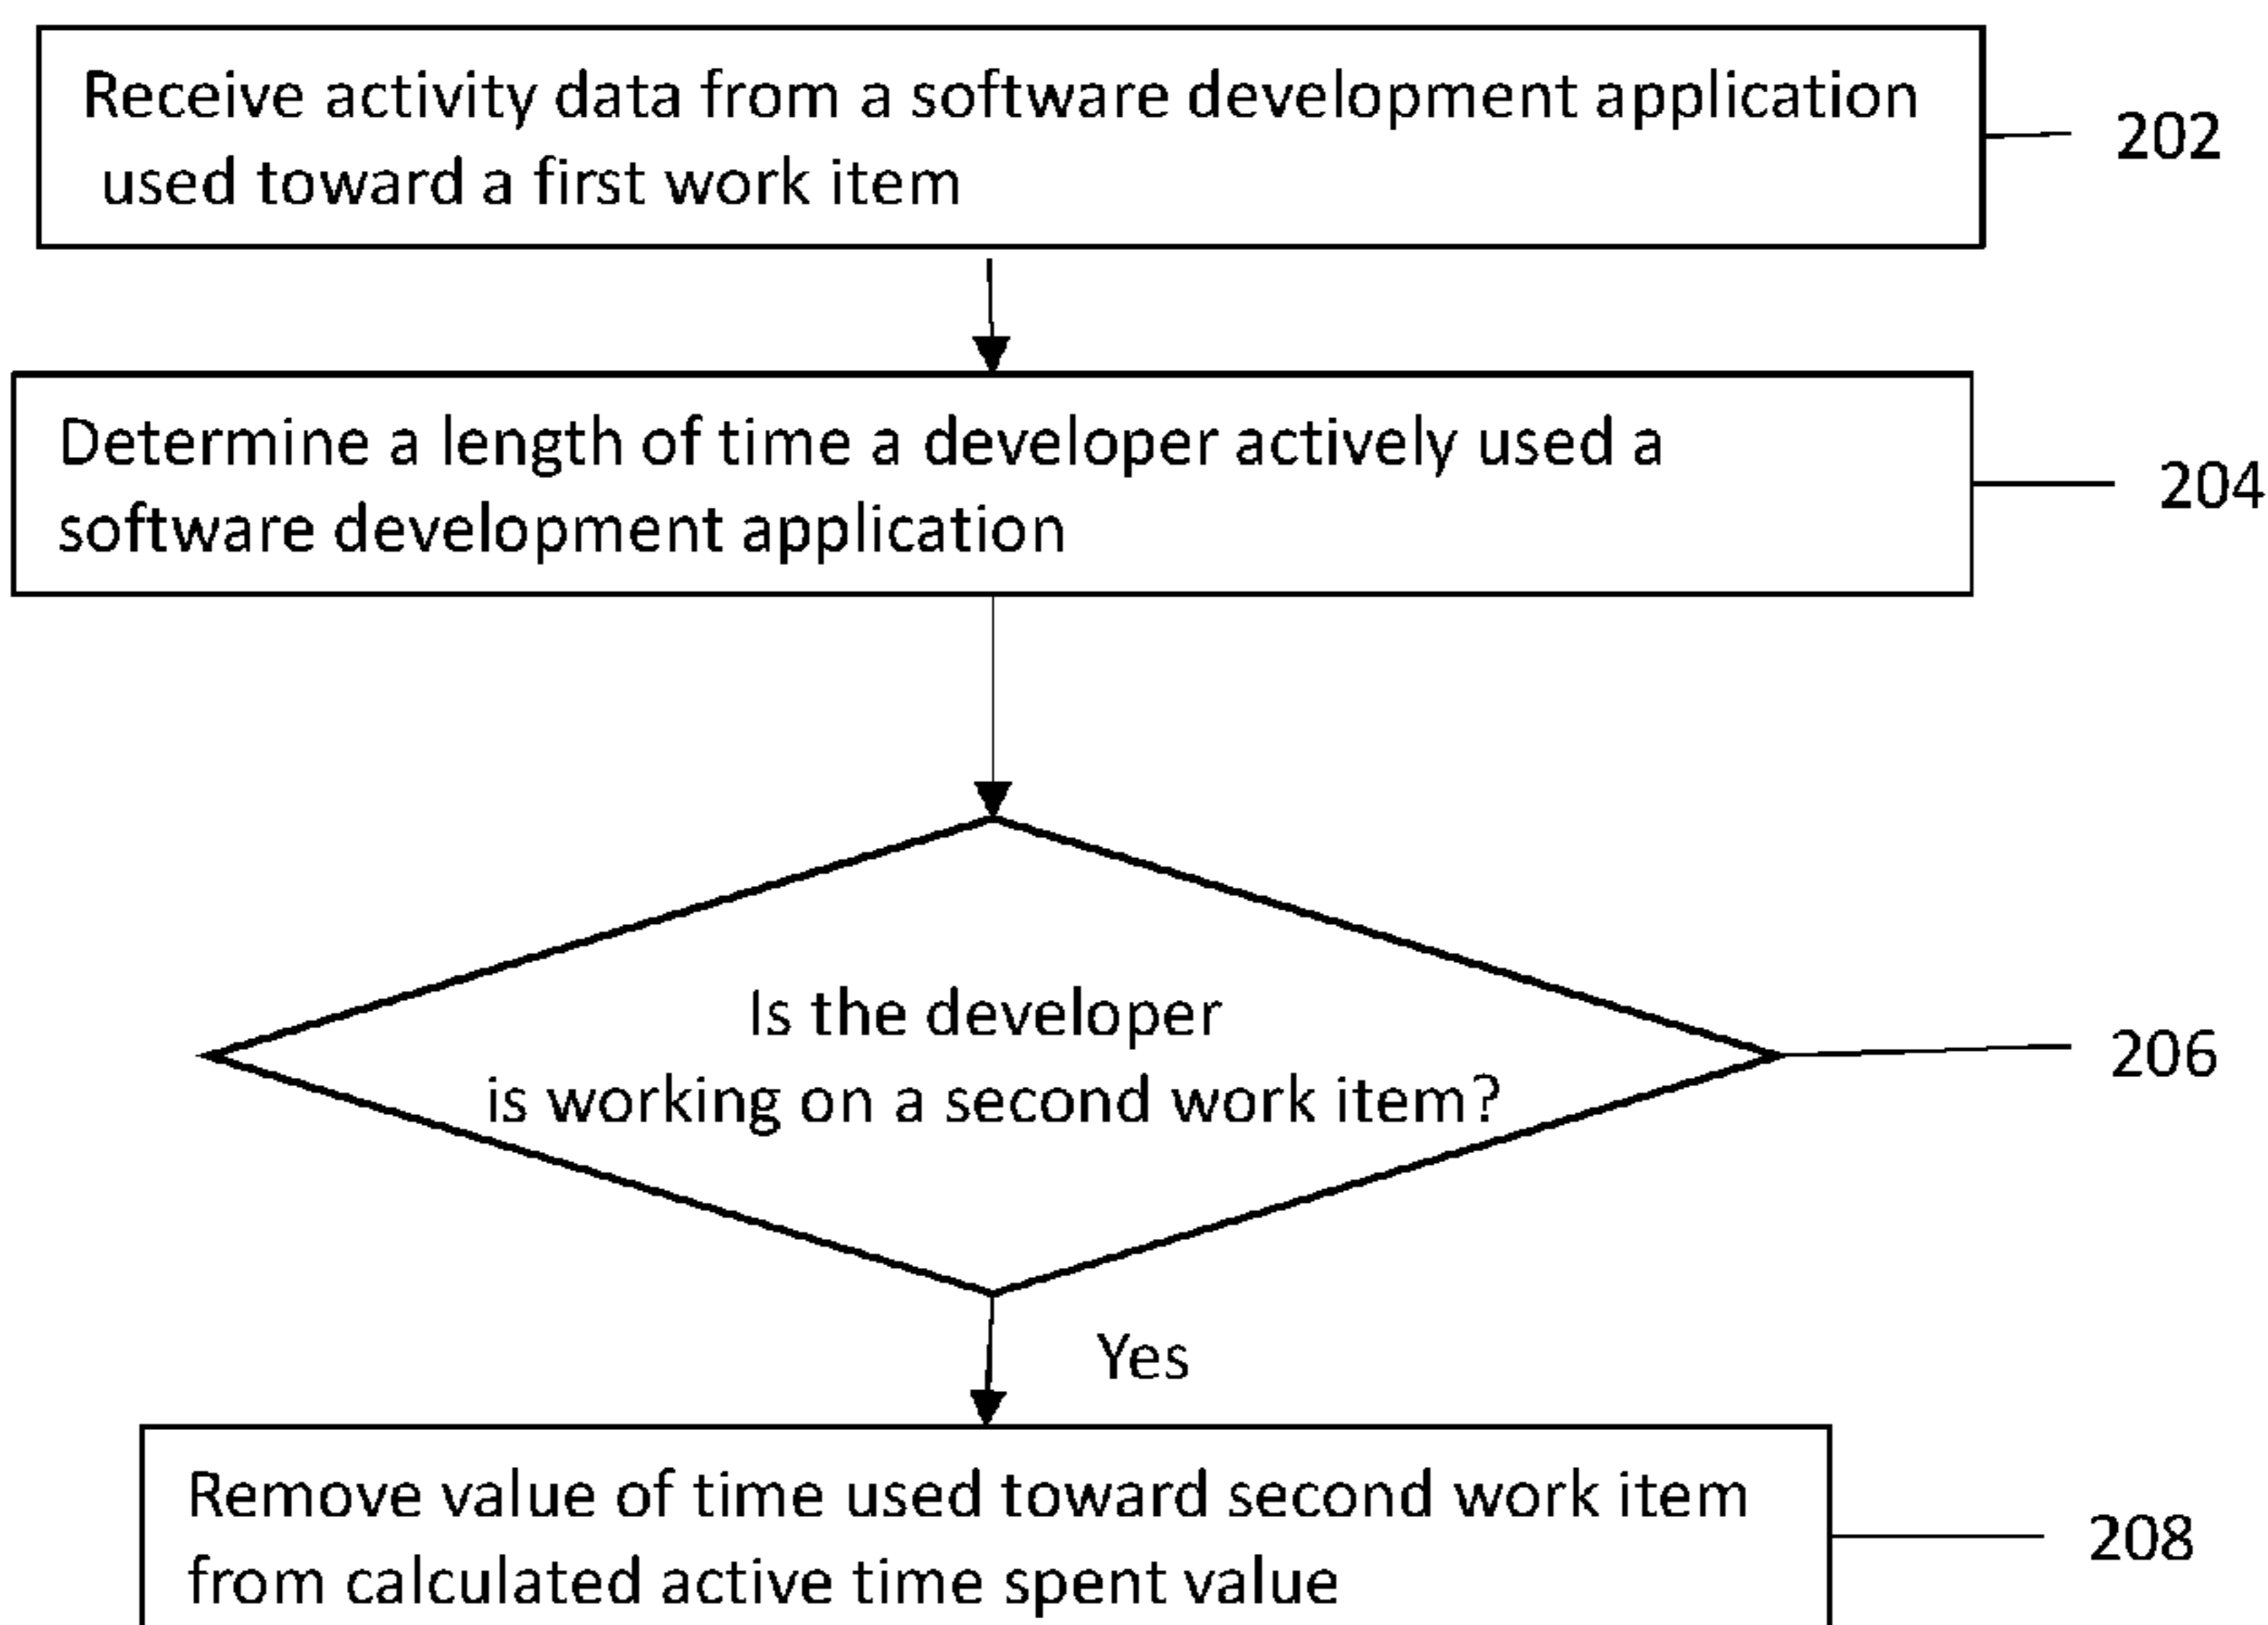 Receive activity data from a software development application
used toward a first work item
202
Determine a length of time a developer actively used a
software development application
204
Is the developer
is working on a second work item?
206
Yes
Remove value of time used toward second work item
from calculated active time spent value
208